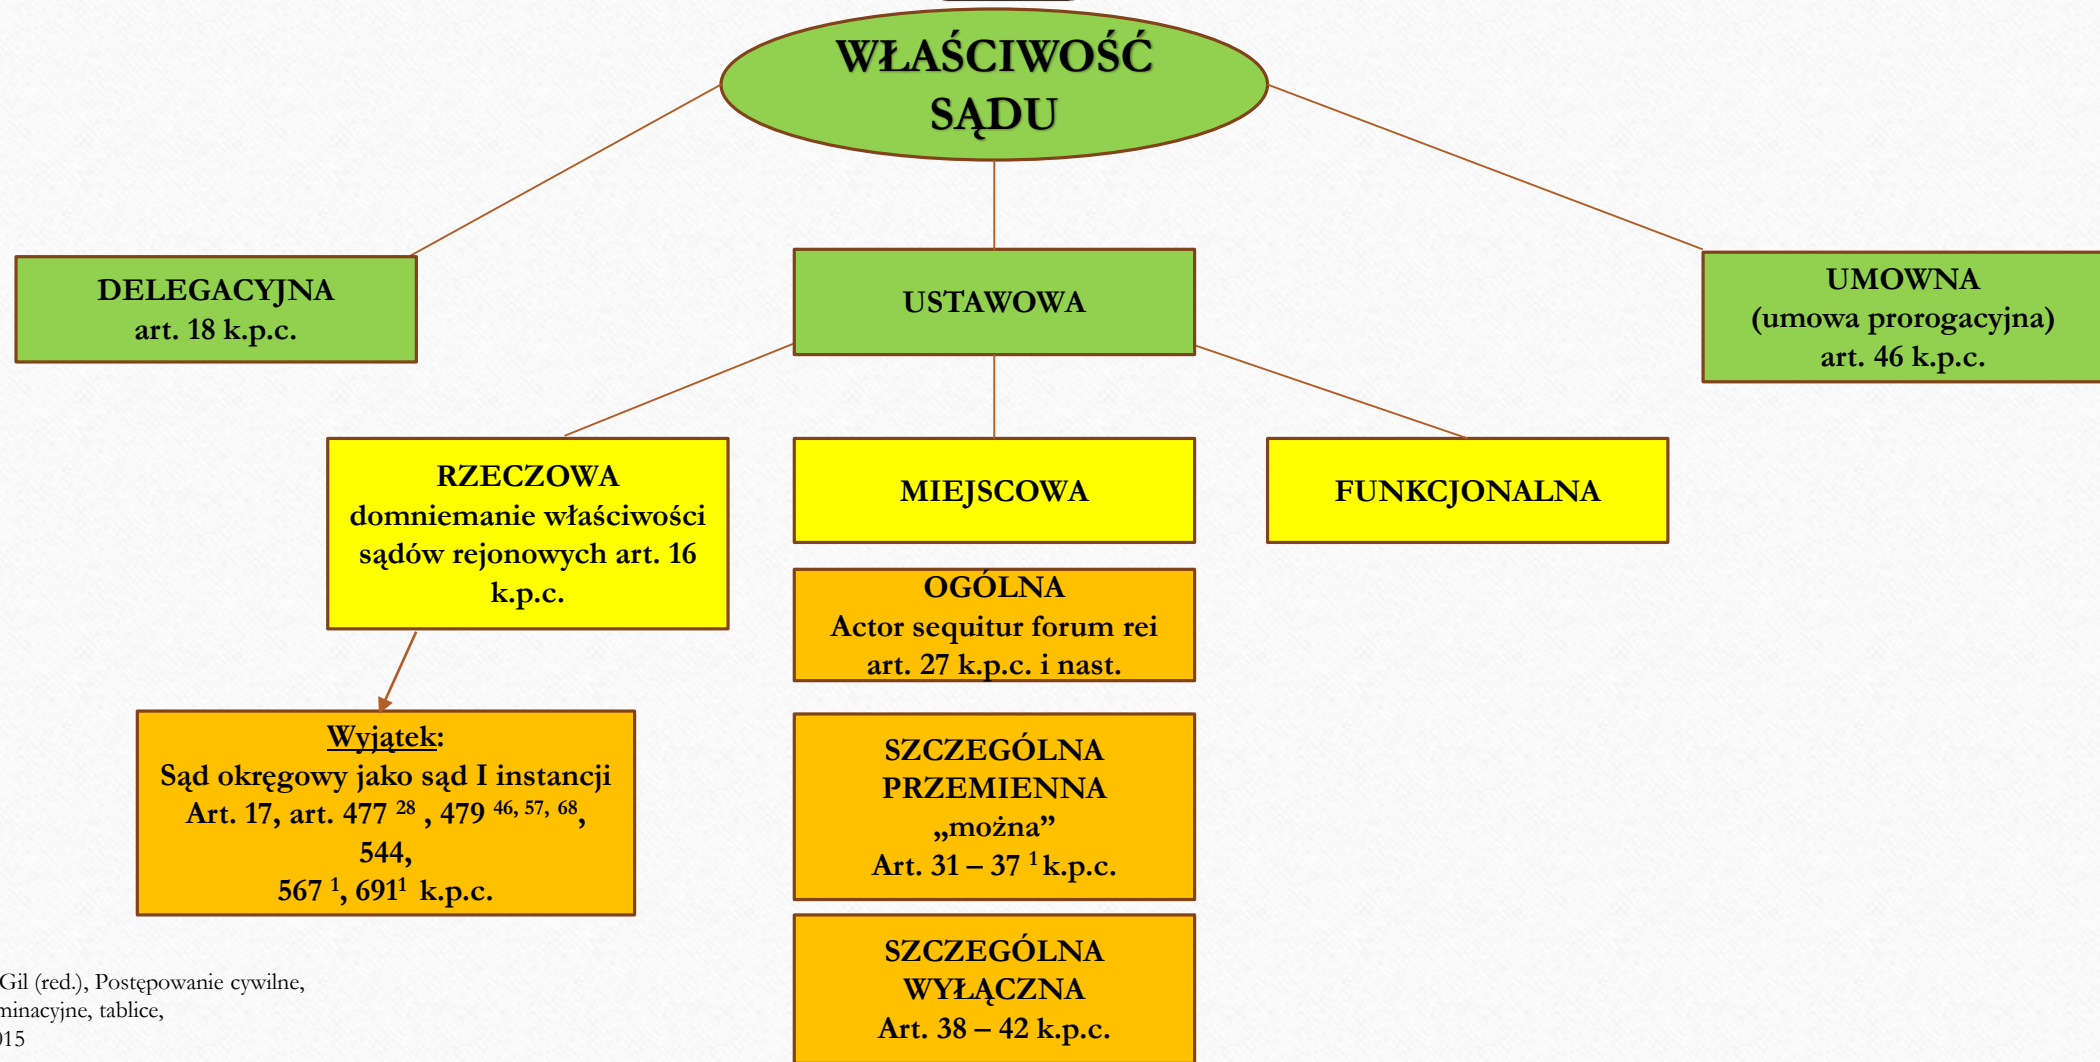 WŁAŚCIWOŚĆ
SĄDU
DELEGACYJNA
art. 18 k.p.c.
USTAWOWA
UMOWNA
(umowa prorogacyjna)
art. 46 k.p.c.
RZECZOWA
domniemanie właściwości
sądów rejonowych art. 16
k.p.c.
MIEJSCOWA
FUNKCJONALNA
OGÓLNA
Actor sequitur forum rei
art. 27 k.p.c. i nast.
Wyjątek:
Sąd okręgowy jako sąd I instancji
Art. 17, art. 477 ²⁸ , 479 ⁴⁶, ⁵⁷, ⁶⁸,
544,
567 ¹, 691¹ k.p.c.
SZCZEGÓLNA
PRZEMIENNA
„można”
Art. 31 – 37 ¹ k.p.c.
SZCZEGÓLNA
WYŁĄCZNA
Art. 38 – 42 k.p.c.
Gil (red.), Postępowanie cywilne,
minacyjne, tablice,
015